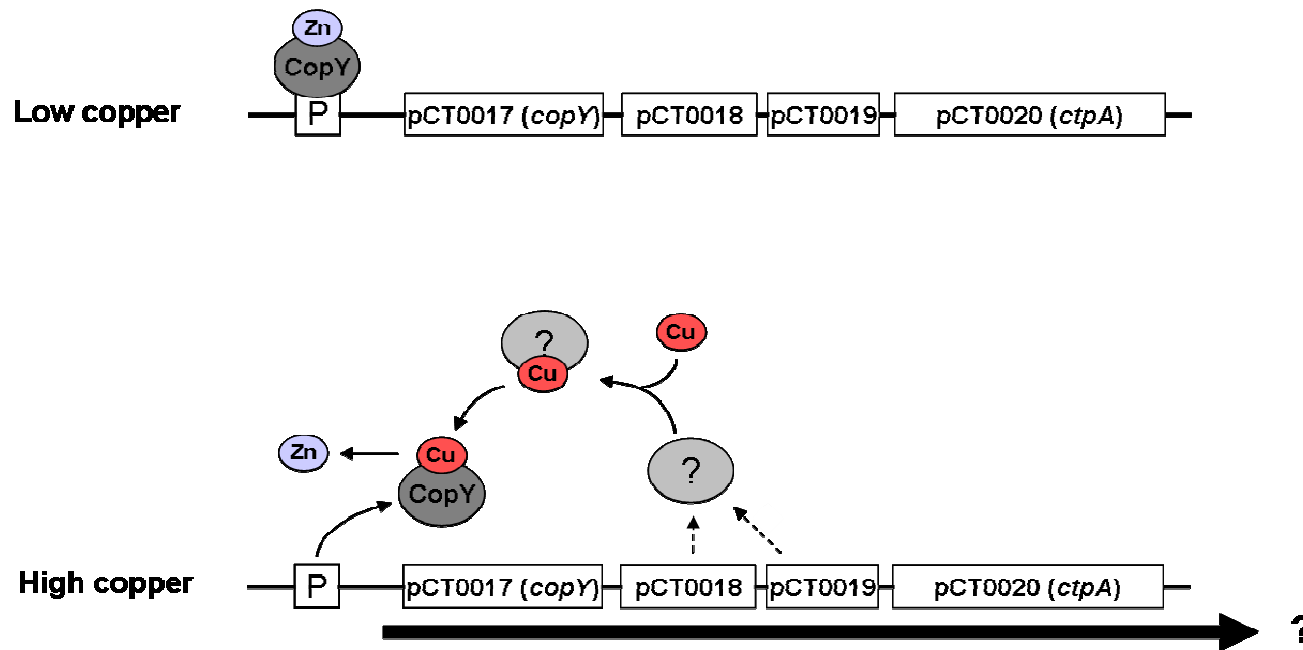 Zn
CopY
Low copper
P
pCT0017 (copY)
pCT0018
pCT0019
pCT0020 (ctpA)
?
Cu
Cu
Zn
Cu
CopY
?
High copper
P
pCT0017 (copY)
pCT0018
pCT0019
pCT0020 (ctpA)
?